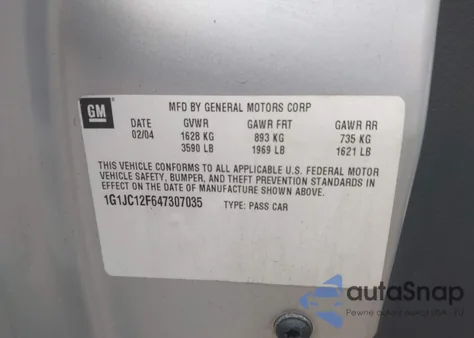 GM
MFD BY GENERAL MOTORS CORP
DATE GVWR GAWR FRT GAWR RR
02/04 1628 KG 893 KG 735 KG
3590 LB 1969 LB 1621 LB
THIS VEHICLE CONFORMS TO ALL APPLICABLE U.S. FEDERAL MOTOR
VEHICLE SAFETY, BUMPER, AND THEFT PREVENTION STANDARDS IN
EFFECT ON THE DATE OF MANUFACTURE SHOWN ABOVE.
1G1JC12F647307035 TYPE: PASS CAR
autoSnap